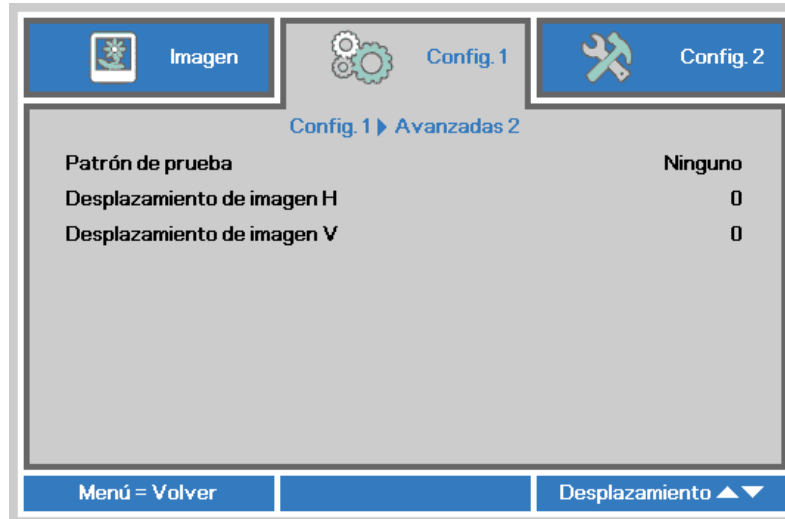 Imagen
Config. 1
Config. 2
Config. 1 ▶ Avanzadas 2
Patrón de prueba Ninguno
Desplazamiento de imagen H 0
Desplazamiento de imagen V 0
Menú = Volver
Desplazamiento ▲▼